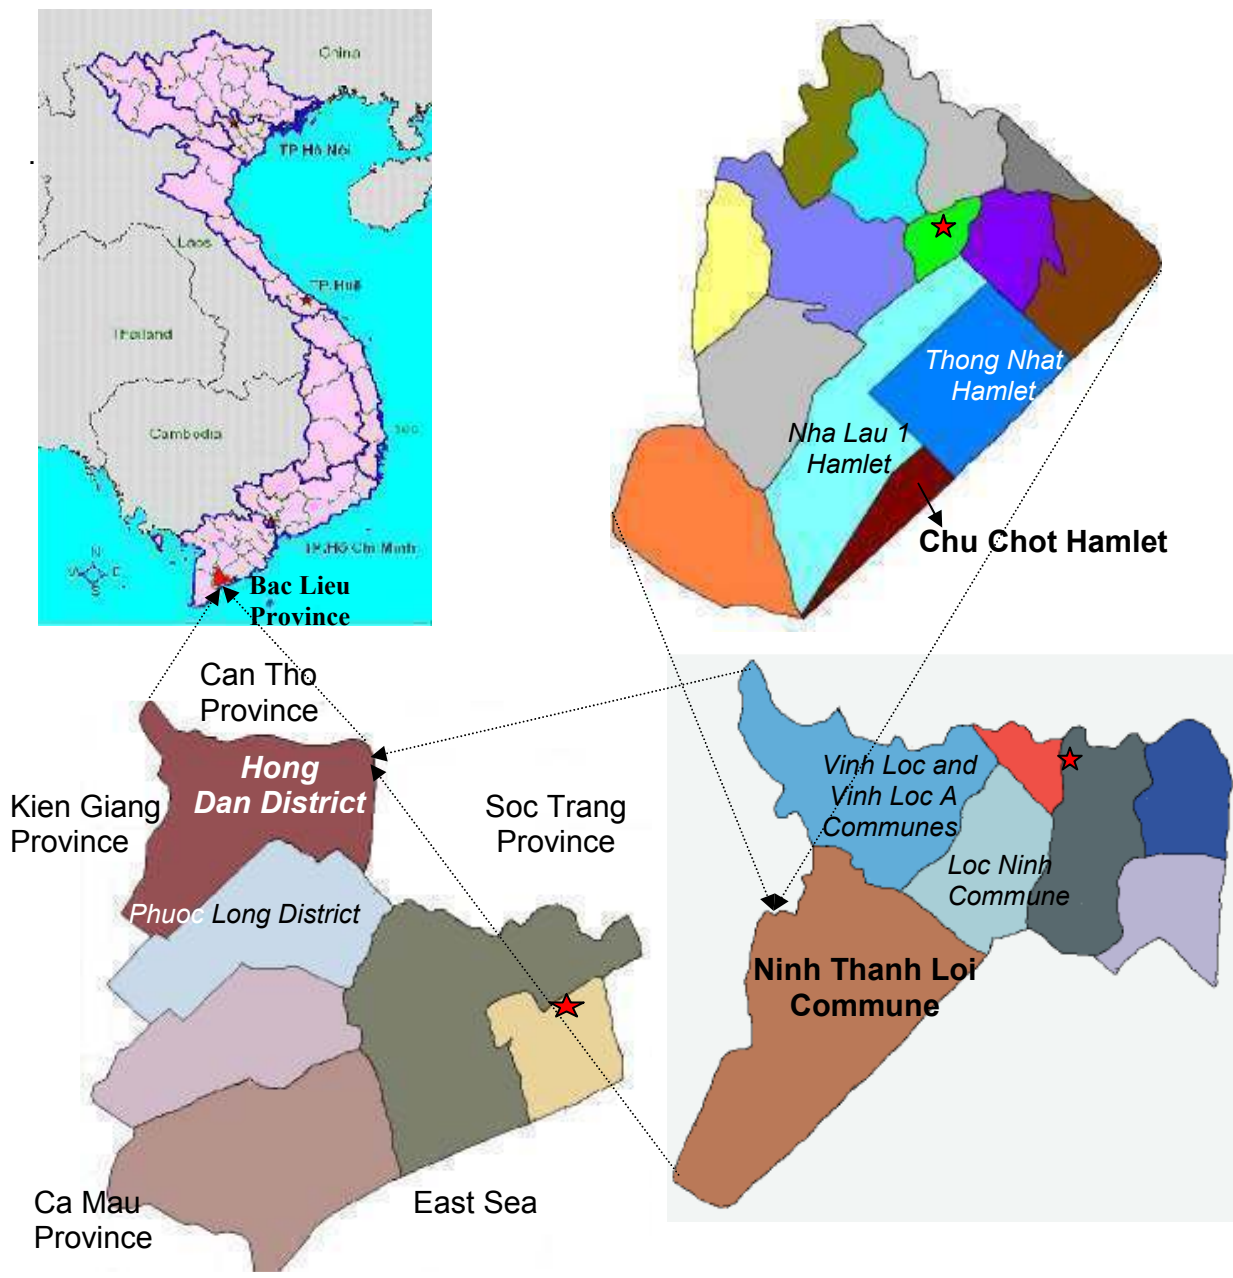 China
TP.Hà Nội
Laos
TP.Huế
Thailand
Cambodia
TP.Hồ Chí Minh
N
W
E
S
Bac Lieu
Province
Thong Nhat
Hamlet
Nha Lau 1
Hamlet
Chu Chot Hamlet
Can Tho
Province
Hong
Dan District
Kien Giang
Province
Soc Trang
Province
Phuoc Long District
Ca Mau
Province
East Sea
Vinh Loc and
Vinh Loc A
Communes
Loc Ninh
Commune
Ninh Thanh Loi
Commune